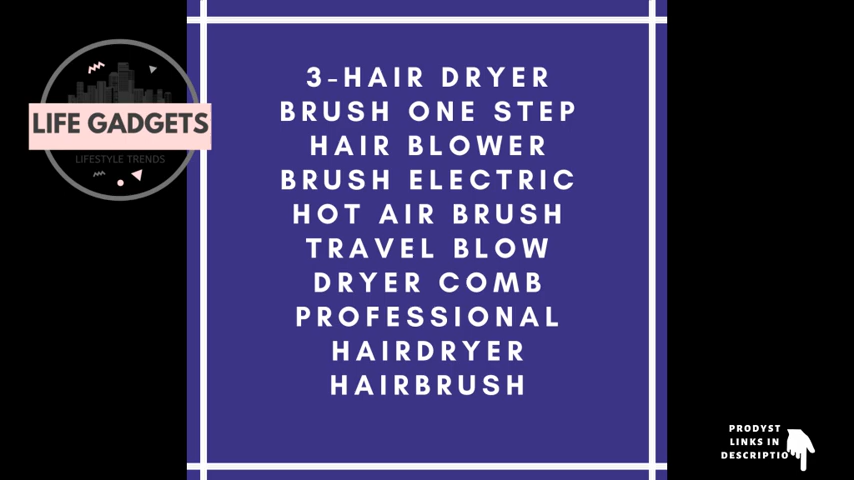 3-HAIR DRYER
BRUSH ONE STEP
HAIR BLOWER
BRUSH ELECTRIC
HOT AIR BRUSH
TRAVEL BLOW
DRYER COMB
PROFESSIONAL
HAIRDRYER
HAIRBRUSH
LIFE GADGETS
LIFESTYLE TRENDS
PRODYST
LINKS IN
DESCRIPTIO